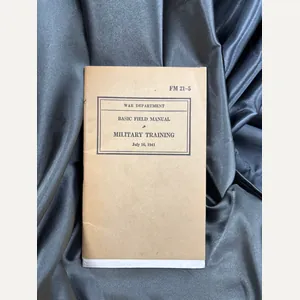 FM 21-5
WAR DEPARTMENT
BASIC FIELD MANUAL
MILITARY TRAINING
July 16, 1941